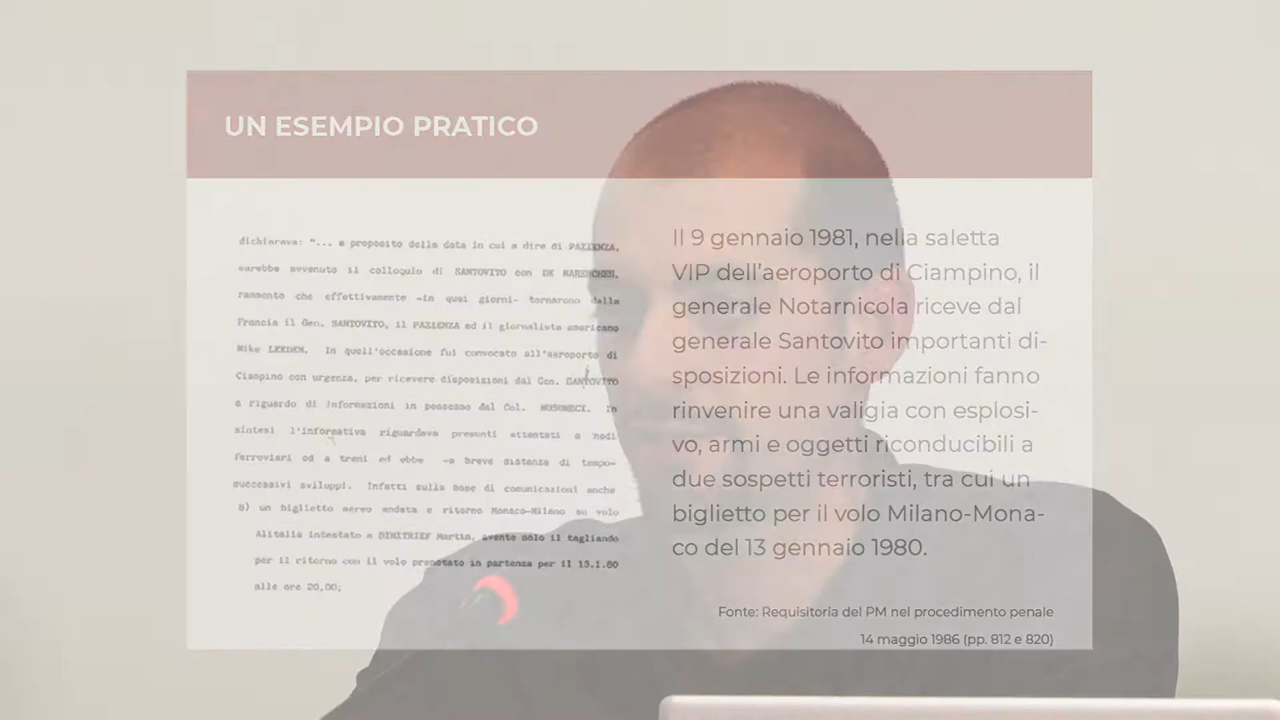 UN ESEMPIO PRATICO
dichiarava: "... a proposito della data in cui a dire di PAZIENZA,
sarebbe avvenuto il colloquio di SANTOVITO con DE MARENCHES,
rammento che effettivamente -in quei giorni- tornarono dalla
Francia il Gen. SANTOVITO, il PAZIENZA ed il giornalista americano
Mike LEEDEN. In quell'occasione fui convocato all'aeroporto di
Ciampino con urgenza, per ricevere disposizioni dal Gen. SANTOVITO
a riguardo di informazioni in possesso dal Col. MUSUMECI. In
sintesi l'informativa riguardava presunti attentati a nodi
ferroviari od a treni ed ebbe -a breve distanza di tempo-
successivi sviluppi. Infatti sulla base di comunicazioni anche
8) un biglietto aereo andata e ritorno Monaco-Milano su volo
Alitalia intestato a DIMITRIEF Martin, avente solo il tagliando
per il ritorno con il volo prenotato in partenza per il 13.1.80
alle ore 20,00;
Il 9 gennaio 1981, nella saletta
VIP dell'aeroporto di Ciampino, il
generale Notarnicola riceve dal
generale Santovito importanti di-
sposizioni. Le informazioni fanno
rinvenire una valigia con esplosi-
vo, armi e oggetti riconducibili a
due sospetti terroristi, tra cui un
biglietto per il volo Milano-Mona-
co del 13 gennaio 1980.
Fonte: Requisitoria del PM nel procedimento penale
14 maggio 1986 (pp. 812 e 820)